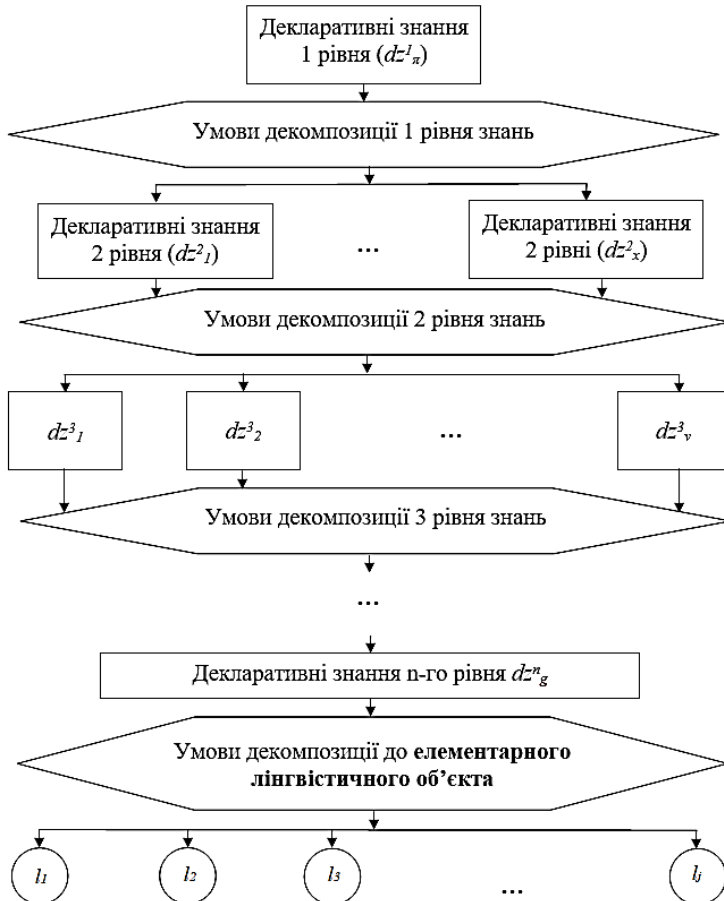 Декларативні знання
1 рівня (dz¹π)
Умови декомпозиції 1 рівня знань
Декларативні знання
2 рівня (dz²₁)
...
Декларативні знання
2 рівні (dz²ₓ)
Умови декомпозиції 2 рівня знань
dz³₁
dz³₂
...
dz³ᵥ
Умови декомпозиції 3 рівня знань
...
Декларативні знання n-го рівня dzⁿg
Умови декомпозиції до елементарного
лінгвістичного об’єкта
l₁
l₂
l₃
...
lⱼ